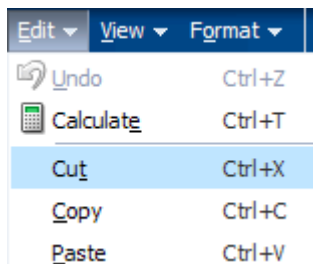 Edit View Format
Undo Ctrl+Z
Calculate Ctrl+T
Cut Ctrl+X
Copy Ctrl+C
Paste Ctrl+V